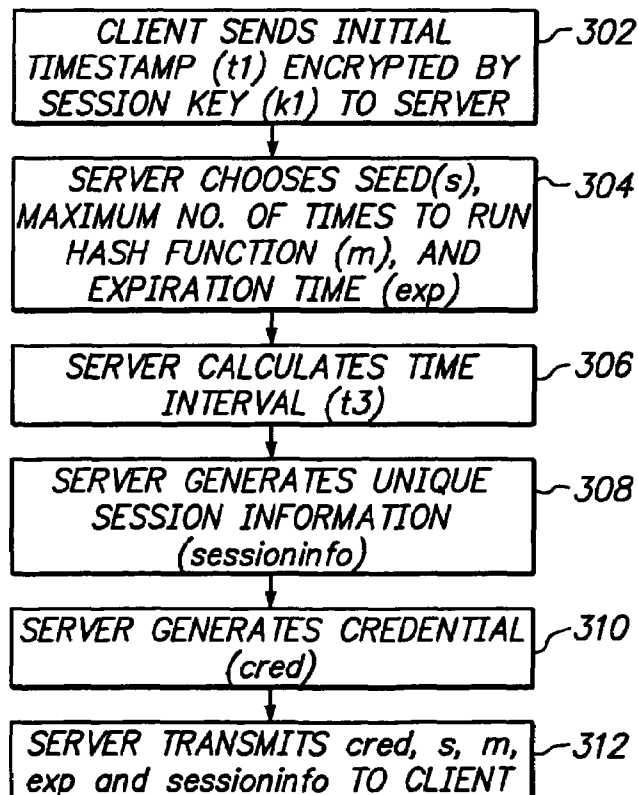 CLIENT SENDS INITIAL
TIMESTAMP (t1) ENCRYPTED BY
SESSION KEY (k1) TO SERVER
302
SERVER CHOOSES SEED(s),
MAXIMUM NO. OF TIMES TO RUN
HASH FUNCTION (m), AND
EXPIRATION TIME (exp)
304
SERVER CALCULATES TIME
INTERVAL (t3)
306
SERVER GENERATES UNIQUE
SESSION INFORMATION
(sessioninfo)
308
SERVER GENERATES CREDENTIAL
(cred)
310
SERVER TRANSMITS cred, s, m,
exp and sessioninfo TO CLIENT
312